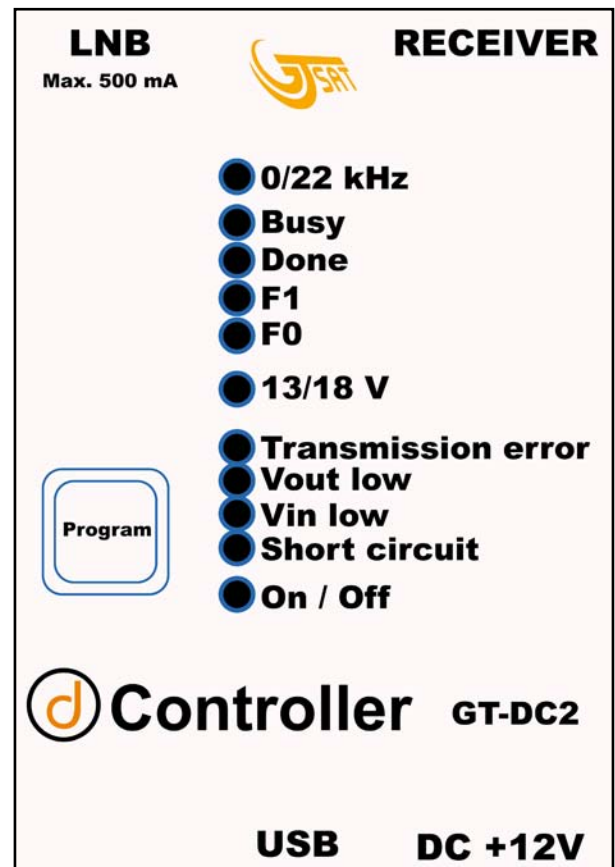 LNB
RECEIVER
Max. 500 mA
GTSAT
0/22 kHz
Busy
Done
F1
F0
13/18 V
Transmission error
Vout low
Vin low
Short circuit
On / Off
Program
d Controller GT-DC2
USB
DC +12V